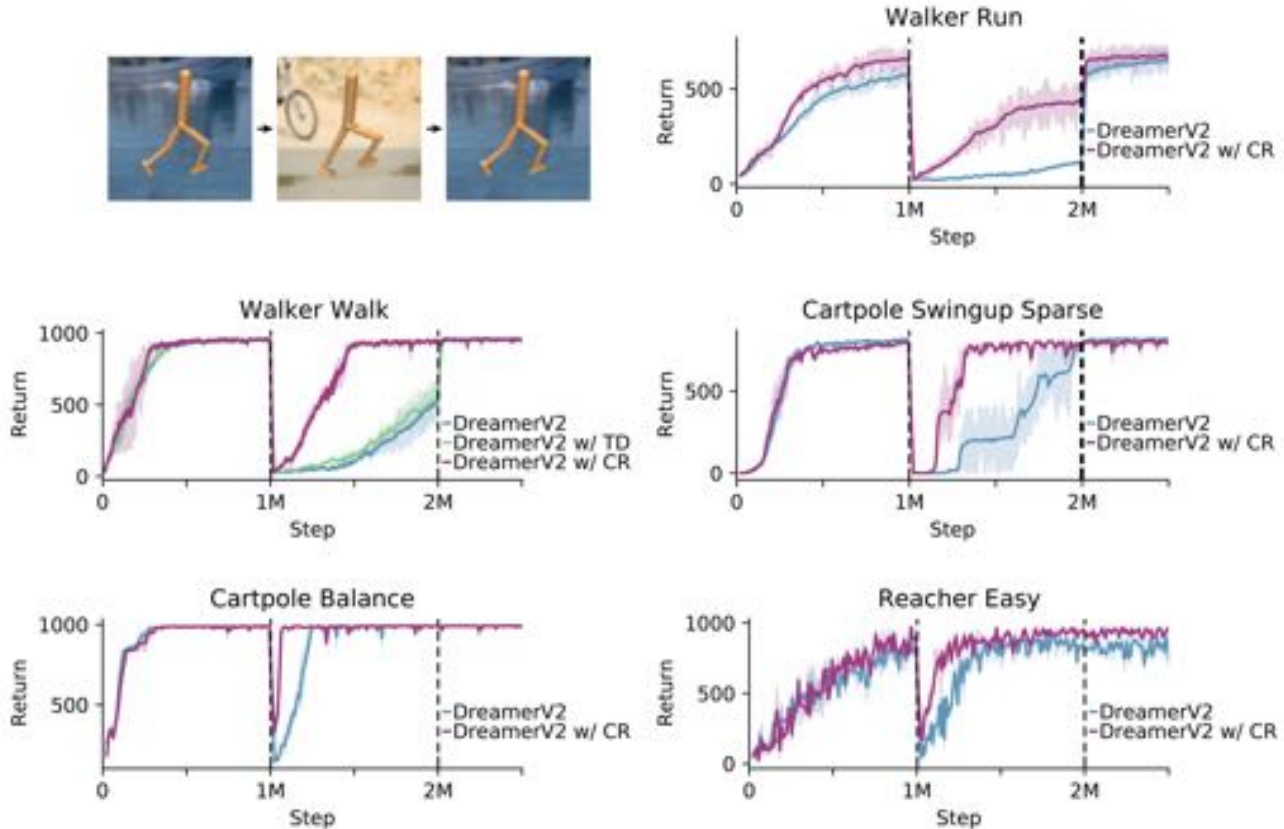 Walker Run
Return
500
0
DreamerV2
DreamerV2 w/ CR
0
1M
2M
Step
Walker Walk
Return
1000
500
0
DreamerV2
DreamerV2 w/ TD
DreamerV2 w/ CR
0
1M
2M
Step
Cartpole Swingup Sparse
Return
500
0
DreamerV2
DreamerV2 w/ CR
0
1M
2M
Step
Cartpole Balance
Return
1000
500
DreamerV2
DreamerV2 w/ CR
0
1M
2M
Step
Reacher Easy
Return
1000
500
0
DreamerV2
DreamerV2 w/ CR
0
1M
2M
Step